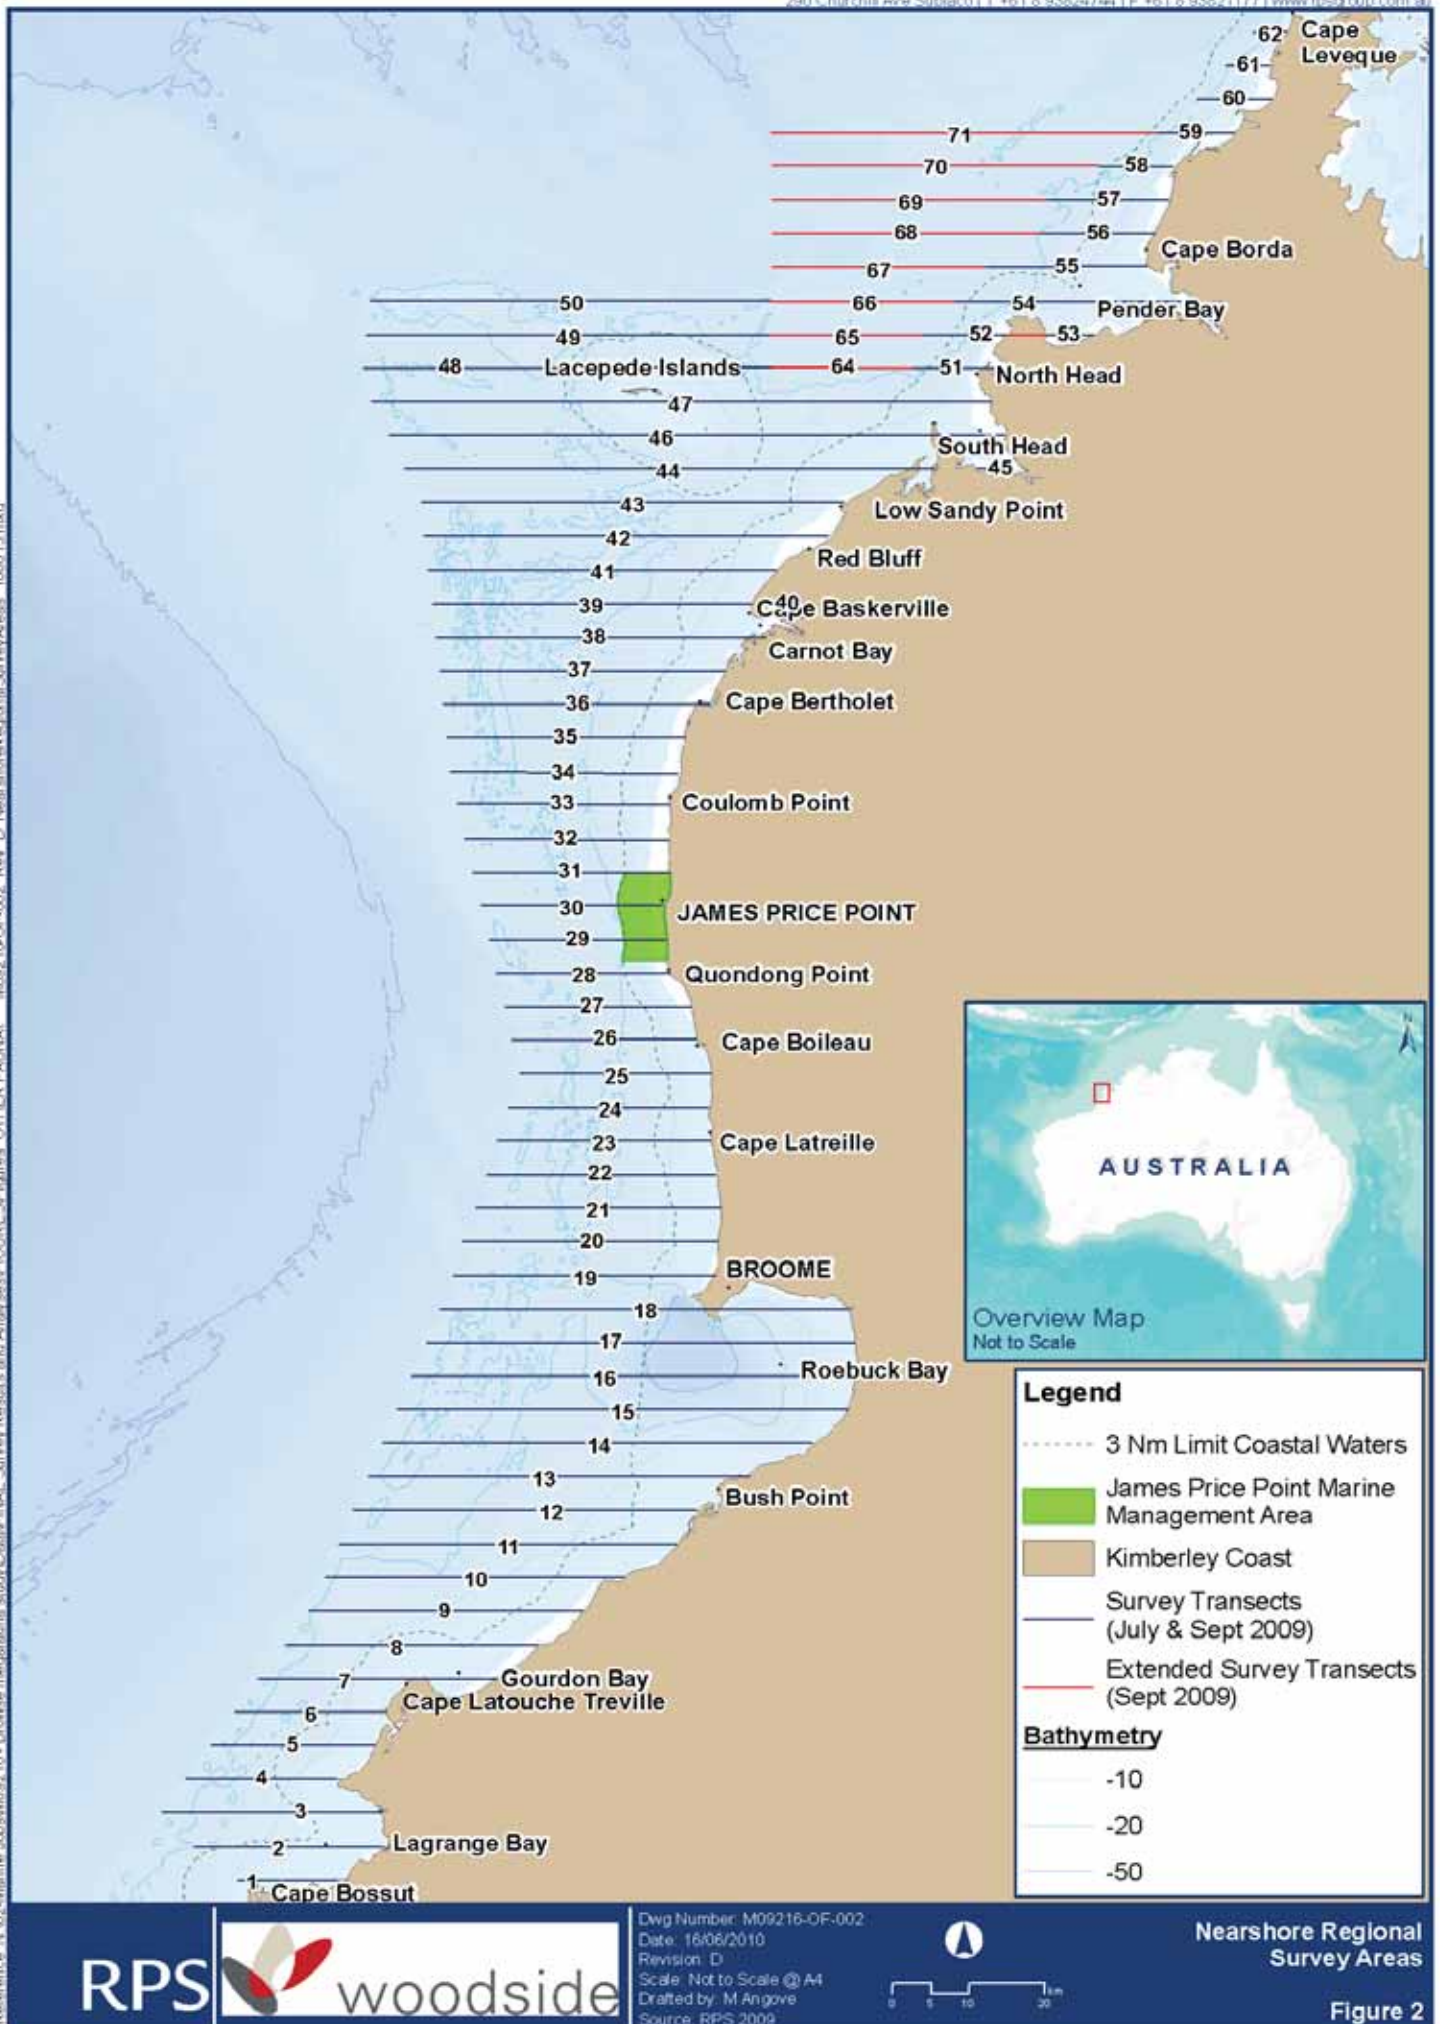 62 Cape
Leveque
61
60
71
59
70
58
69
57
68
56
Cape Borda
67
55
50
66
54
Pender Bay
49
65
52
53
48
Lacepede Islands
64
51
North Head
47
46
South Head
44
45
43
Low Sandy Point
42
Red Bluff
41
39
40
Cape Baskerville
38
Carnot Bay
37
36
Cape Bertholet
35
34
33
Coulomb Point
32
31
30
JAMES PRICE POINT
29
28
Quondong Point
27
26
Cape Boileau
25
24
23
Cape Latreille
22
21
20
19
BROOME
18
17
16
Roebuck Bay
15
14
13
Bush Point
12
11
10
9
8
7
Gourdon Bay
Cape Latouche Treville
6
5
4
3
2
Lagrange Bay
1
Cape Bossut
N
AUSTRALIA
Overview Map
Not to Scale
Legend
3 Nm Limit Coastal Waters
James Price Point Marine
Management Area
Kimberley Coast
Survey Transects
(July & Sept 2009)
Extended Survey Transects
(Sept 2009)
Bathymetry
-10
-20
-50
RPS
woodside
Dwg Number: M09216-OF-002
Date: 16/06/2010
Revision: D
Scale: Not to Scale @ A4
Drafted by: M Angove
Source: RPS 2009
0 5 10 20 km
Nearshore Regional
Survey Areas
Figure 2